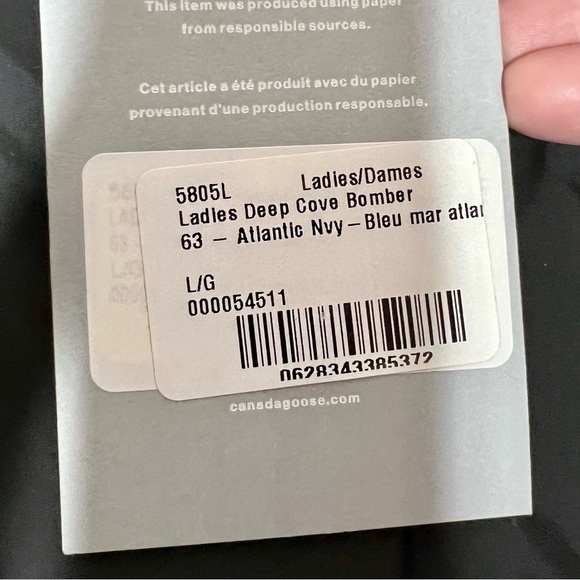 This item was produced using paper
from responsible sources.
Cet article a été produit avec du papier
provenant d'une production responsable.
5805L Ladies/Dames
Ladies Deep Cove Bomber
63 – Atlantic Nvy – Bleu mar atlan
L/G
000054511
0628343385372
canadagoose.com